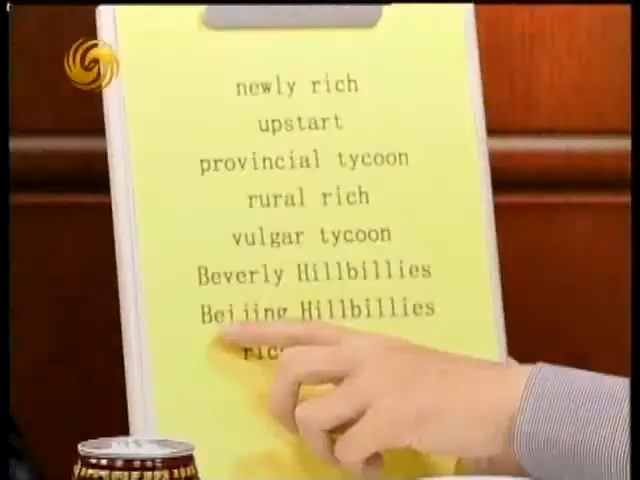 newly rich
upstart
provincial tycoon
rural rich
vulgar tycoon
Beverly Hillbillies
Beijing Hillbillies